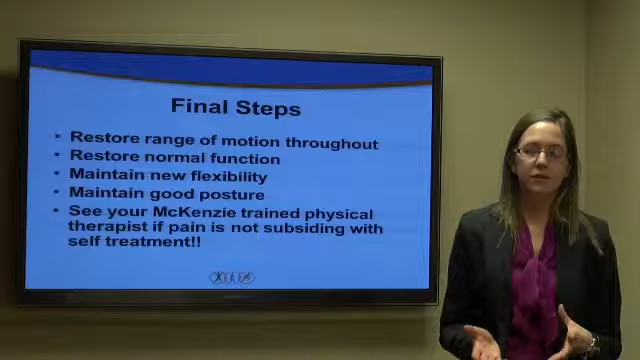 Final Steps
• Restore range of motion throughout
• Restore normal function
• Maintain new flexibility
• Maintain good posture
• See your McKenzie trained physical
therapist if pain is not subsiding with
self treatment!!